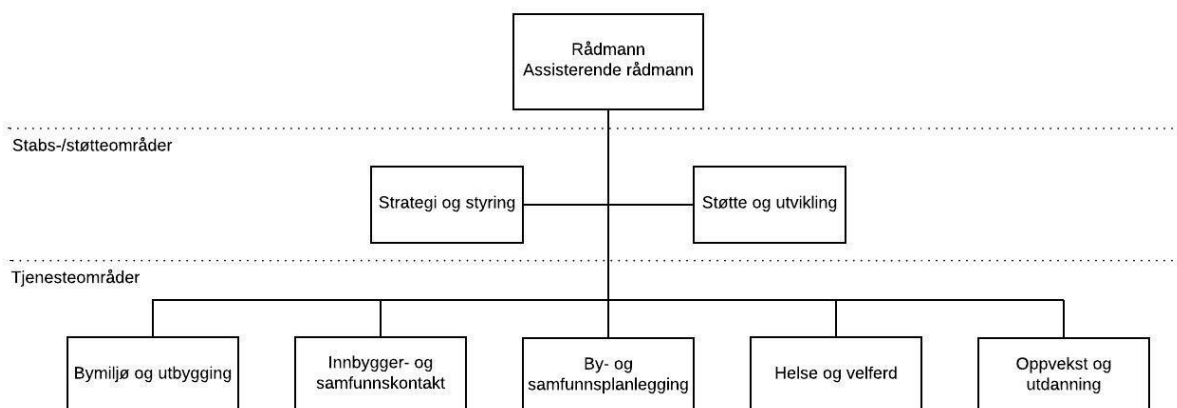 Rådmann
Assisterende rådmann
Stabs-/støtteområder
Strategi og styring
Støtte og utvikling
Tjenesteområder
Bymiljø og utbygging
Innbygger- og
samfunnskontakt
By- og
samfunnsplanlegging
Helse og velferd
Oppvekst og
utdanning